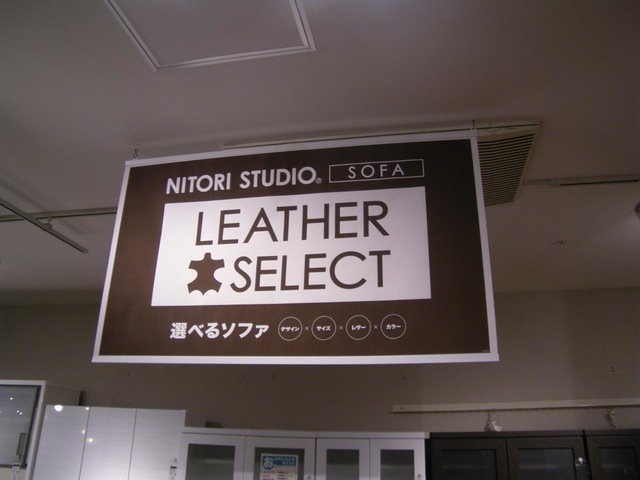 NITORI STUDIO® SOFA
LEATHER
SELECT
選べるソファ デザイン × サイズ × レザー × カラー